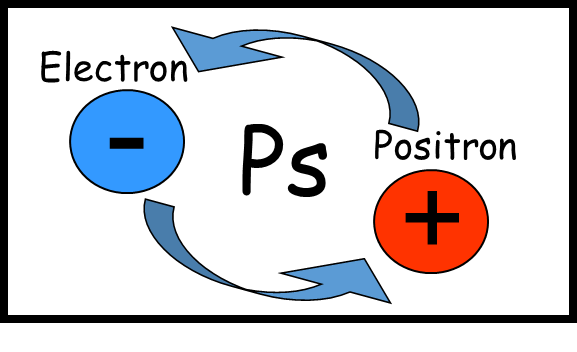 Electron
-
Ps
Positron
+